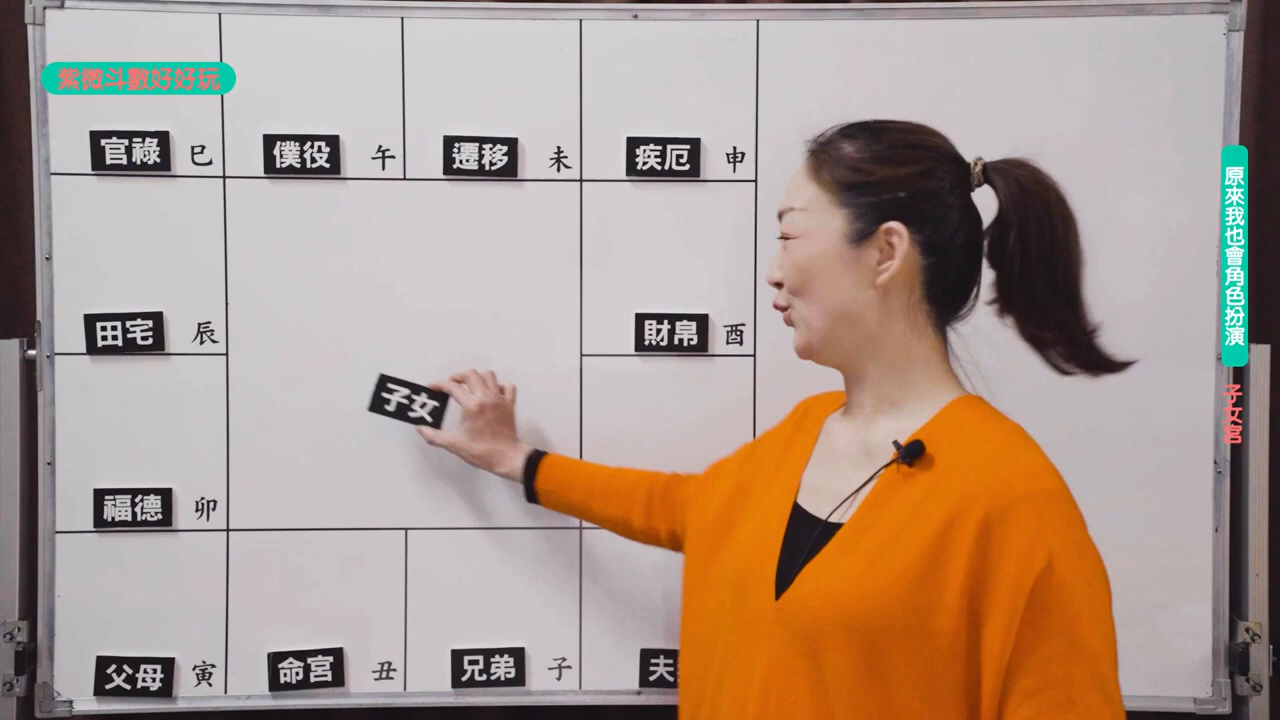 紫微斗數好好玩
官祿 巳
僕役 午
遷移 未
疾厄 申
田宅 辰
財帛 酉
子女
福德 卯
父母 寅
命宮 丑
兄弟 子
夫
原來我也會角色扮演
子女宮